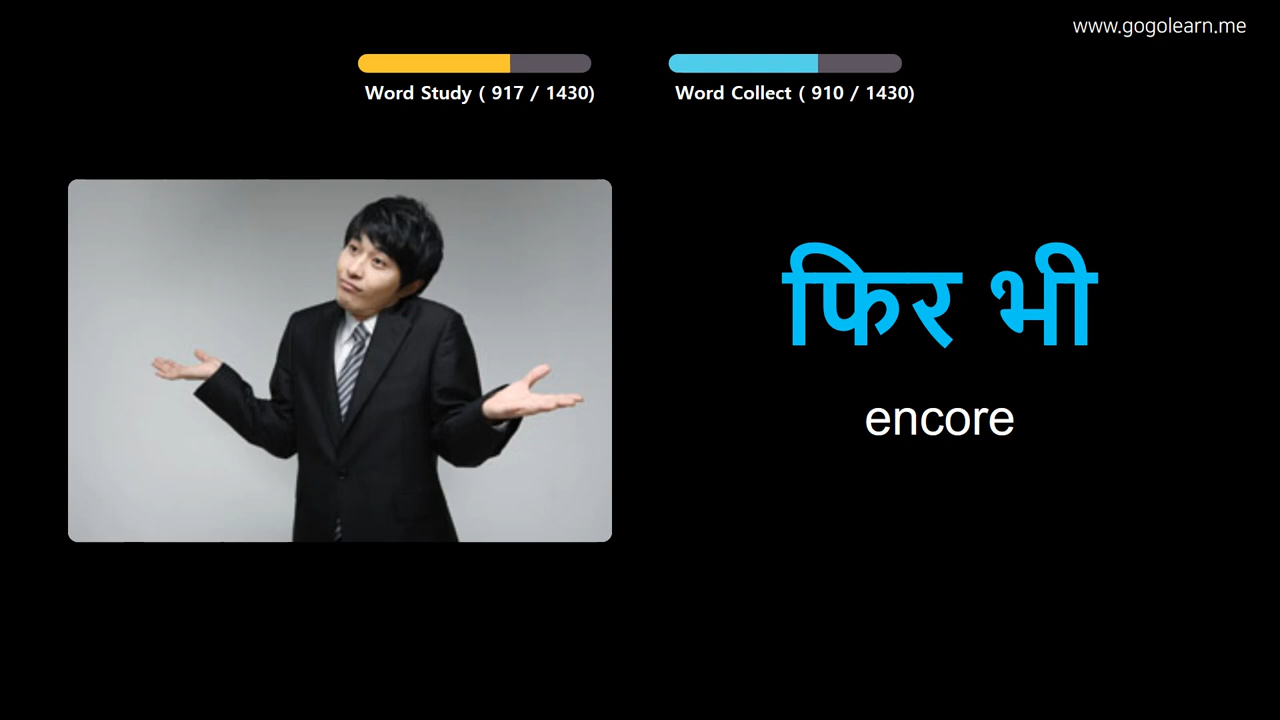 www.gogolearn.me
Word Study ( 917 / 1430)
Word Collect ( 910 / 1430)
फिर भी
encore